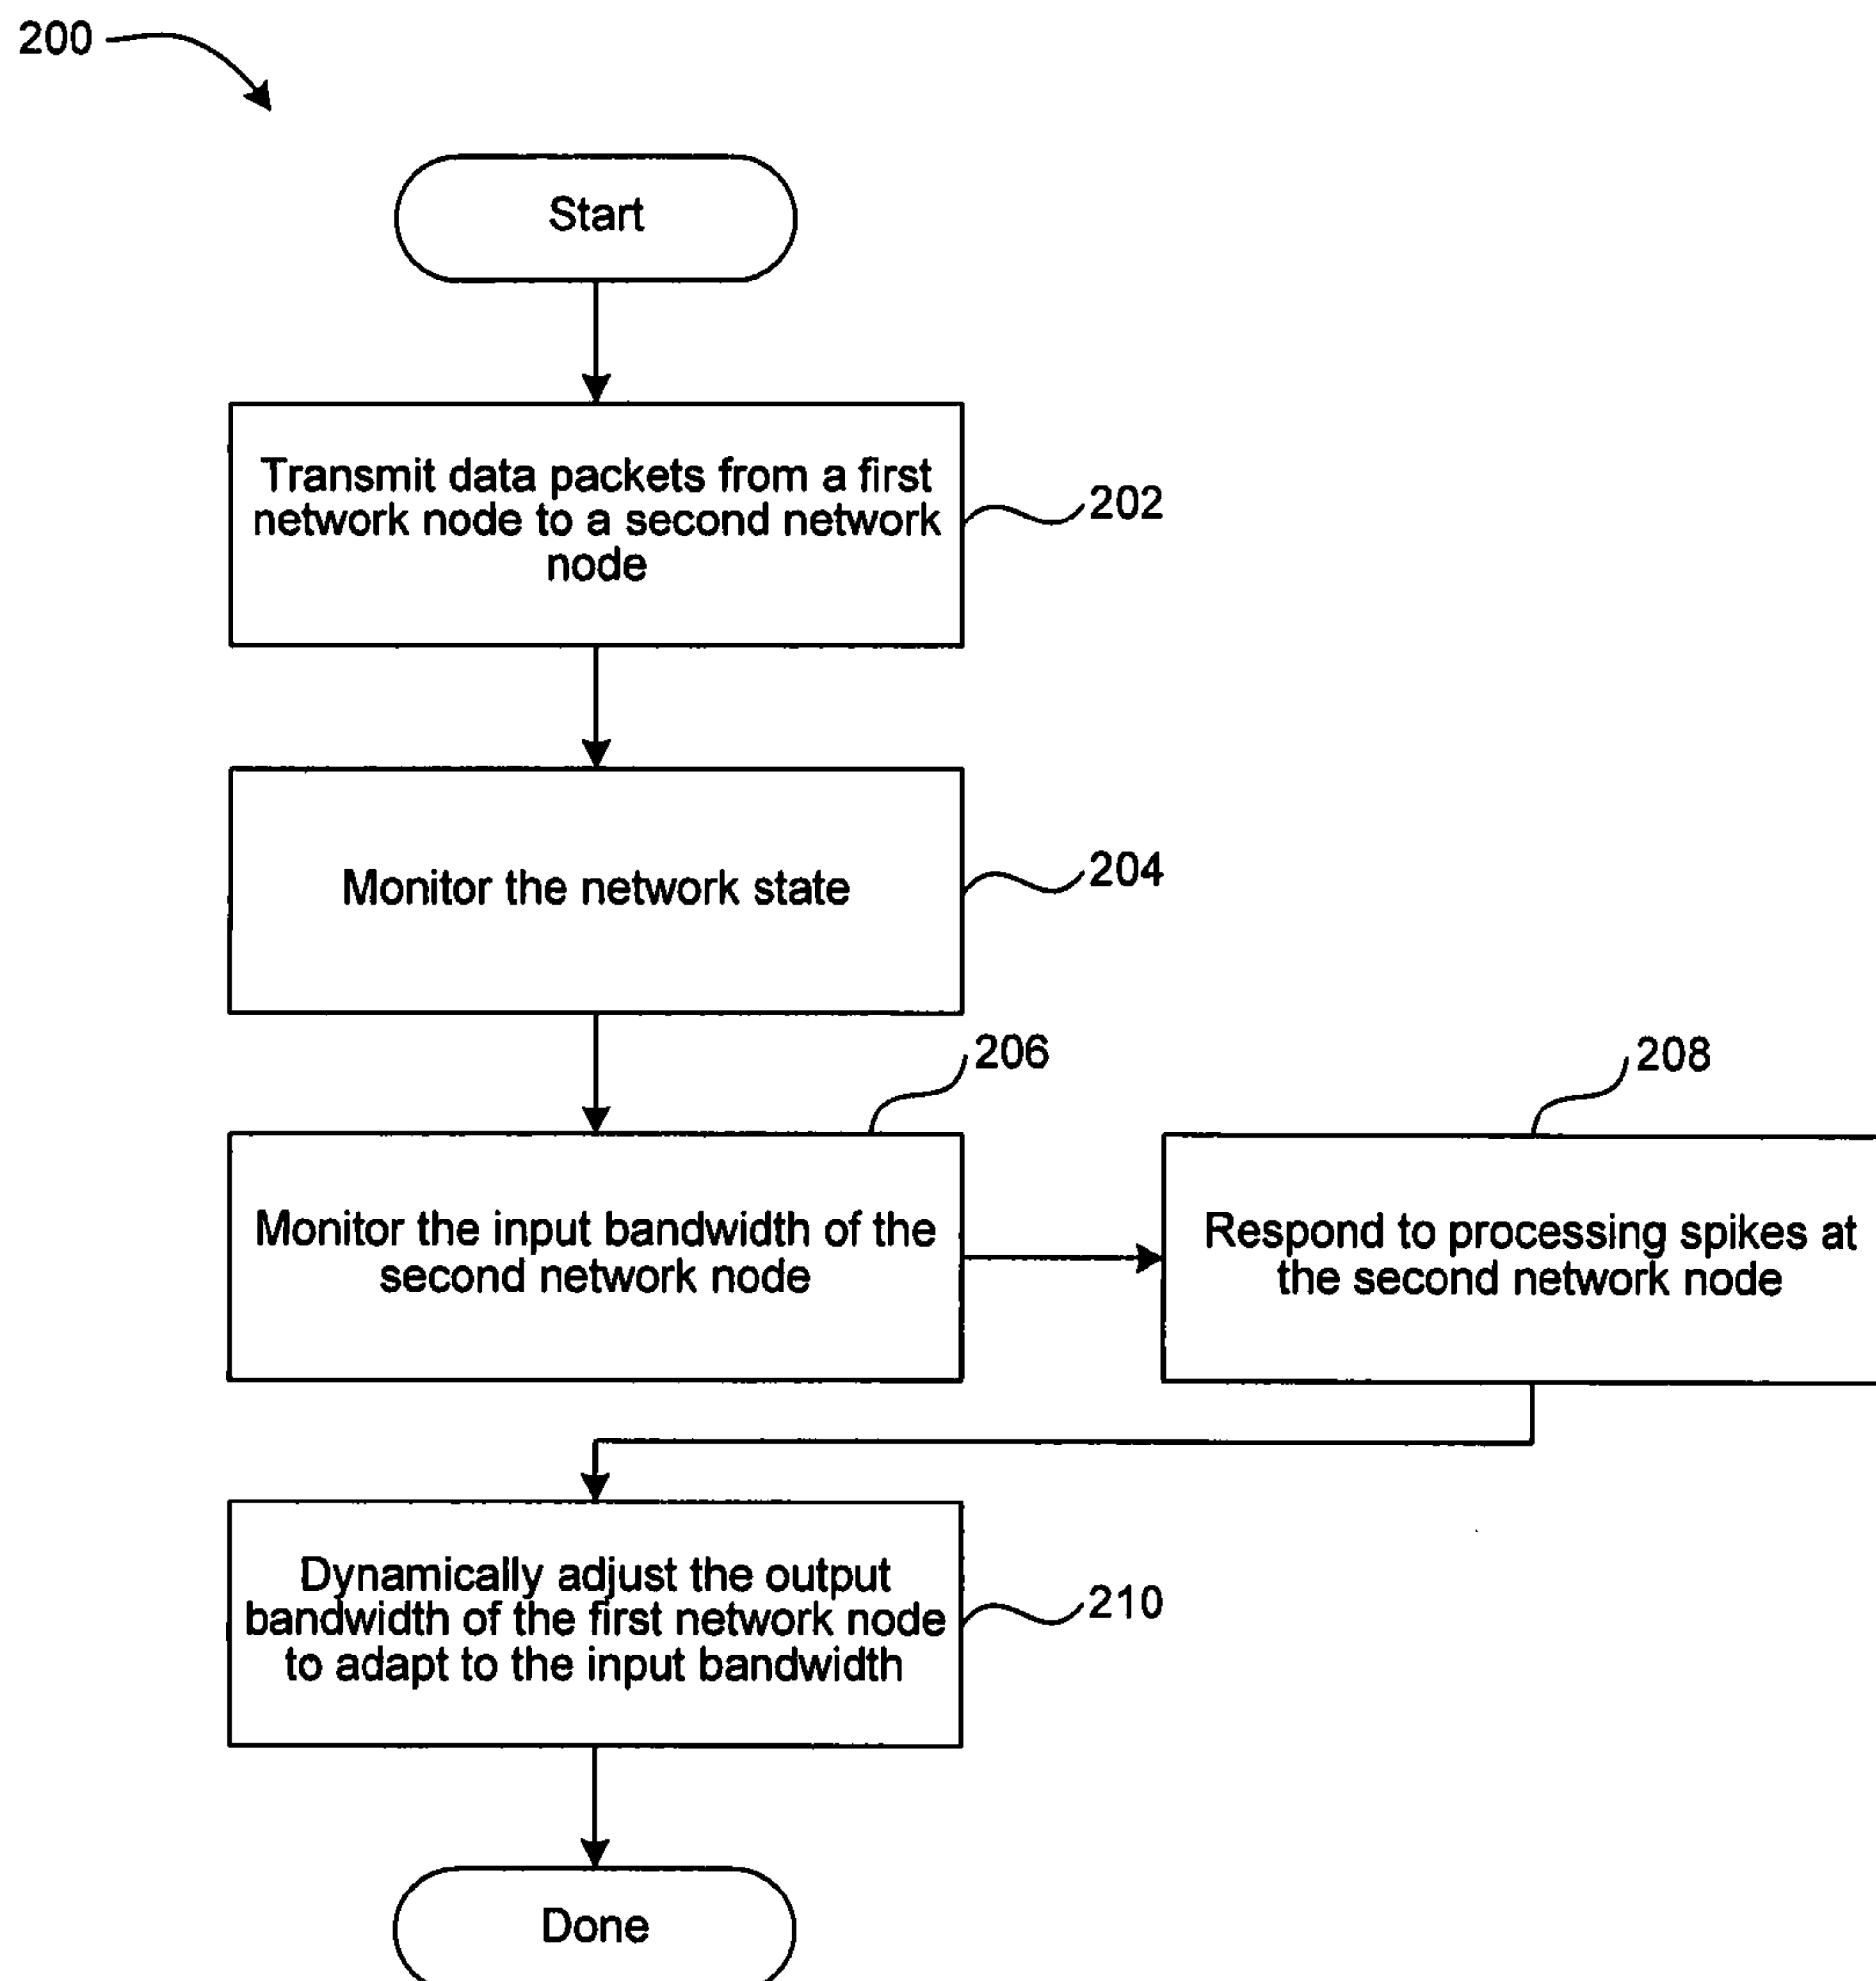 200
Start
Transmit data packets from a first
network node to a second network
node
202
Monitor the network state
204
206
208
Monitor the input bandwidth of the
second network node
Respond to processing spikes at
the second network node
Dynamically adjust the output
bandwidth of the first network node
to adapt to the input bandwidth
210
Done